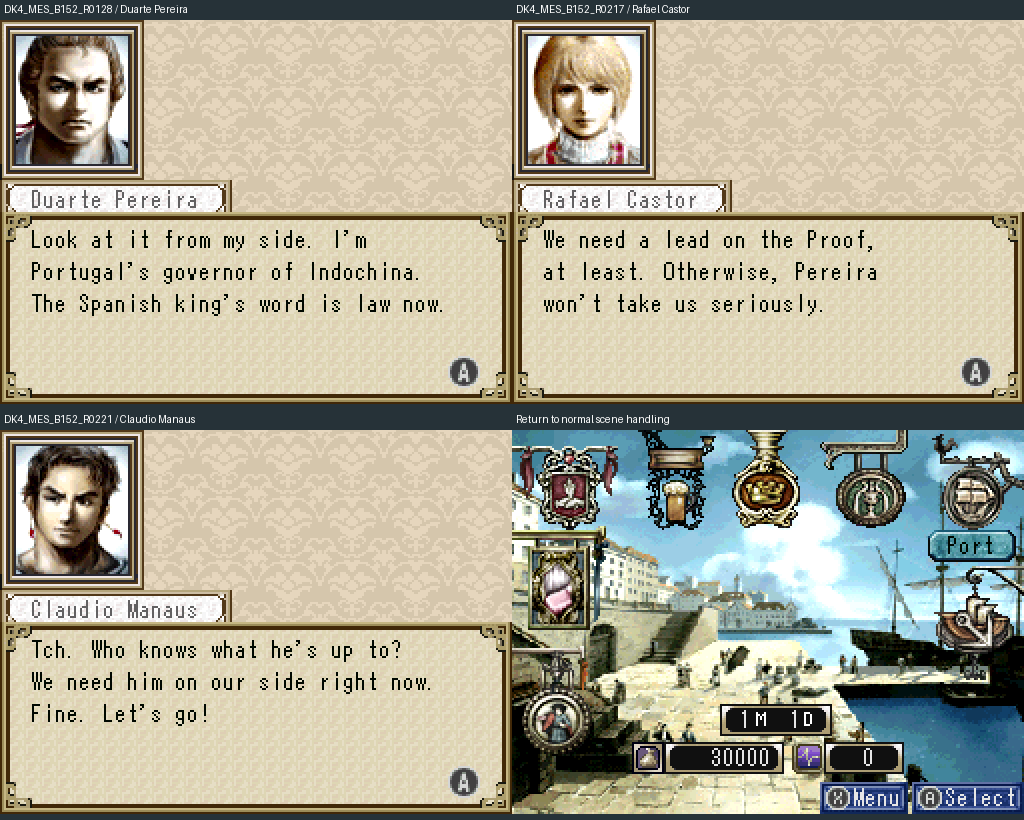 DK4_MES_B152_R0128 / Duarte Pereira
Duarte Pereira
Look at it from my side. I'm
Portugal's governor of Indochina.
The Spanish king's word is law now.
A
DK4_MES_B152_R0217 / Rafael Castor
Rafael Castor
We need a lead on the Proof,
at least. Otherwise, Pereira
won't take us seriously.
A
DK4_MES_B152_R0221 / Claudio Manaus
Claudio Manaus
Tch. Who knows what he's up to?
We need him on our side right now.
Fine. Let's go!
A
Return to normal scene handling
Port
1M 1D
30000
0
X Menu
A Select